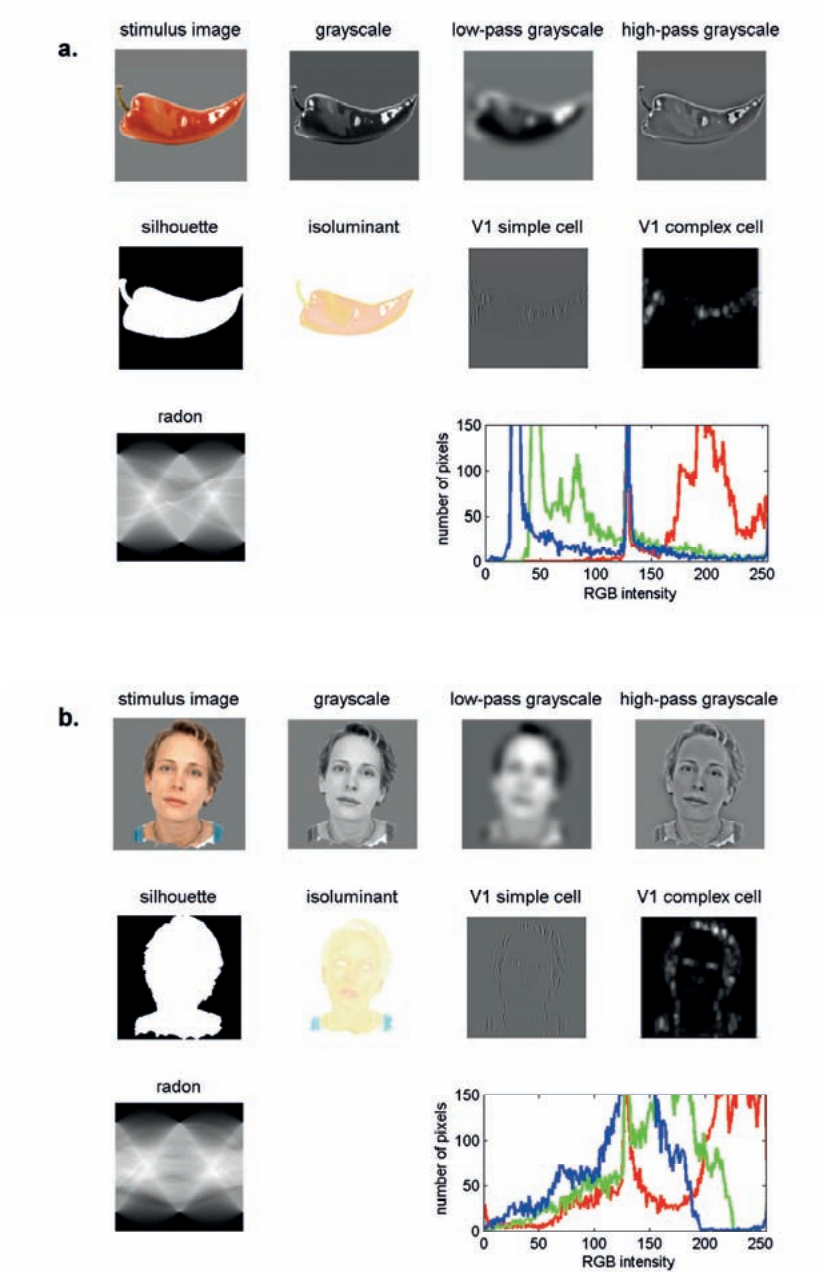 a.
stimulus image grayscale low-pass grayscale high-pass grayscale
silhouette isoluminant V1 simple cell V1 complex cell
radon
number of pixels
150
100
50
0
0 50 100 150 200 250
RGB intensity
b.
stimulus image grayscale low-pass grayscale high-pass grayscale
silhouette isoluminant V1 simple cell V1 complex cell
radon
number of pixels
150
100
50
0
0 50 100 150 200 250
RGB intensity